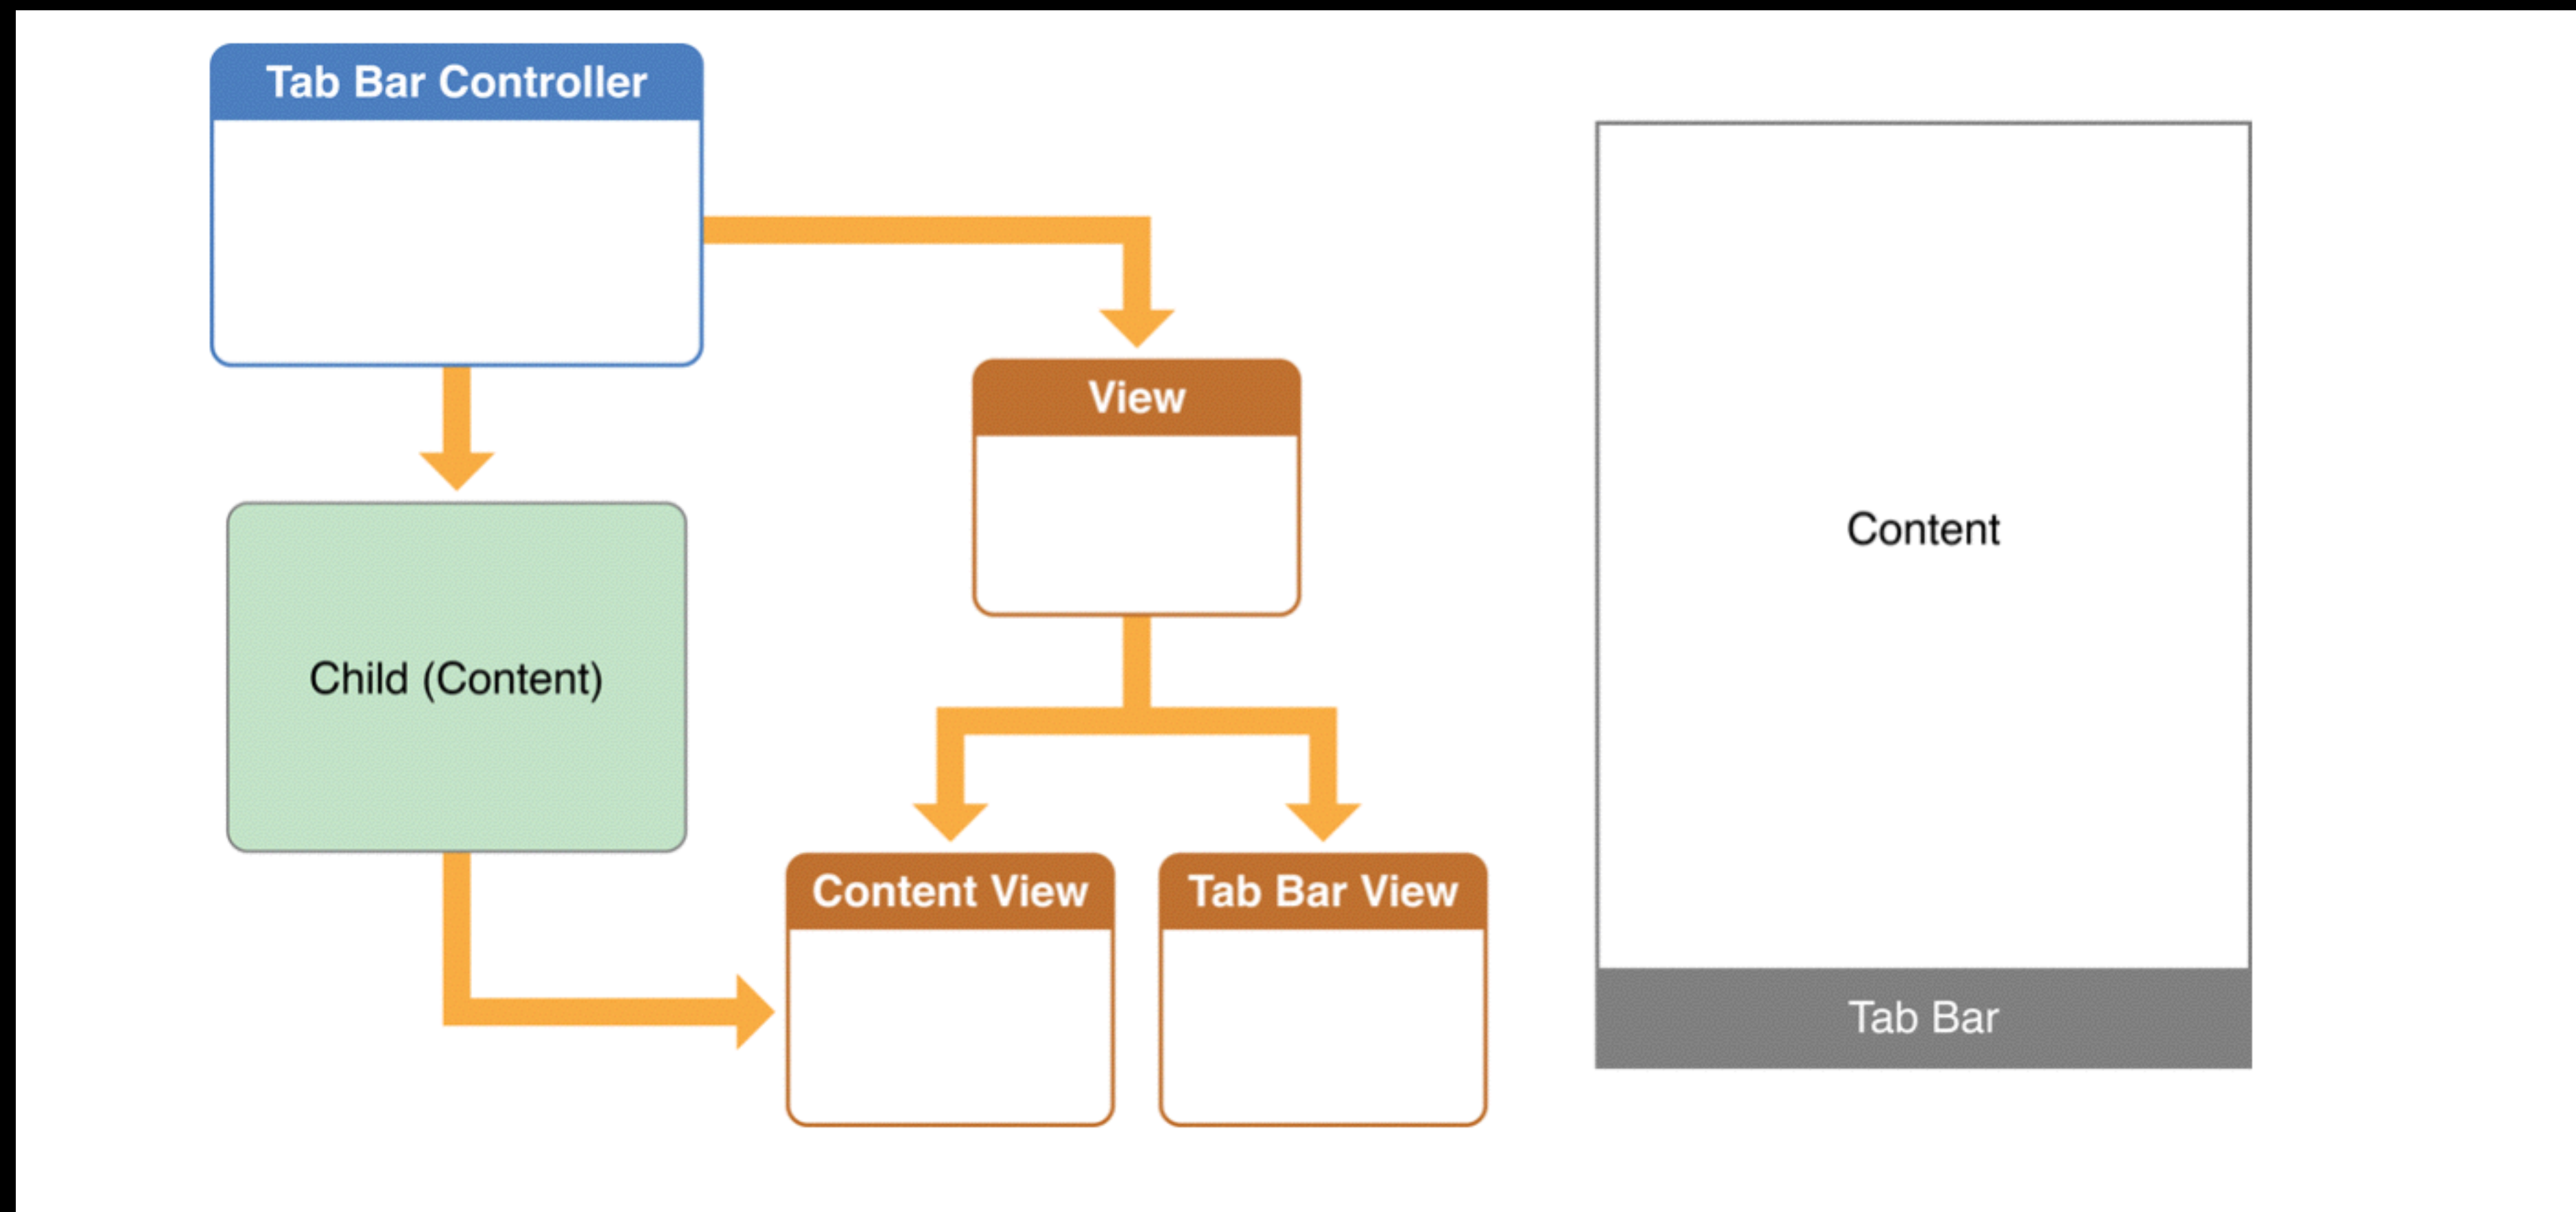 Tab Bar Controller
View
Content
Child (Content)
Content View
Tab Bar View
Tab Bar